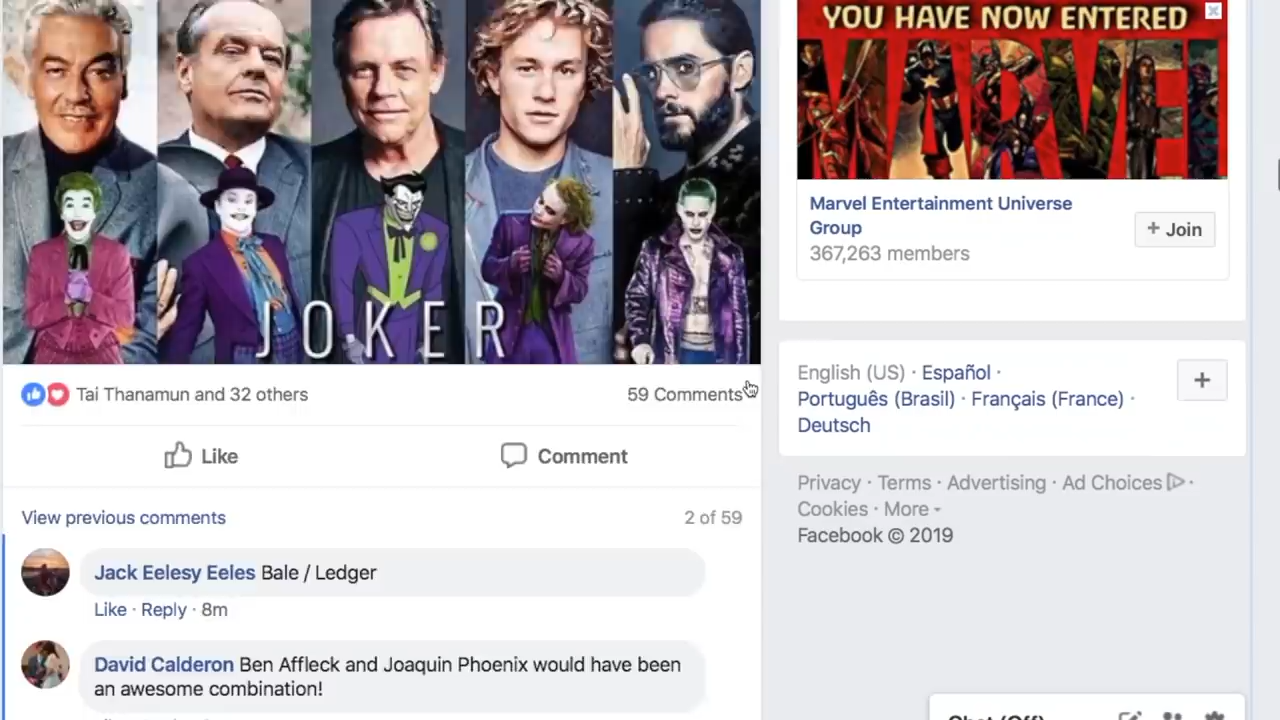 JOKER
Tai Thanamun and 32 others
59 Comments
Like
Comment
View previous comments
2 of 59
Jack Eelesy Eeles Bale / Ledger
Like · Reply · 8m
David Calderon Ben Affleck and Joaquin Phoenix would have been
an awesome combination!
YOU HAVE NOW ENTERED
MARVEL
Marvel Entertainment Universe
Group
367,263 members
+ Join
English (US) · Español ·
Português (Brasil) · Français (France) ·
Deutsch
Privacy · Terms · Advertising · Ad Choices ·
Cookies · More
Facebook © 2019
Chat (Off)